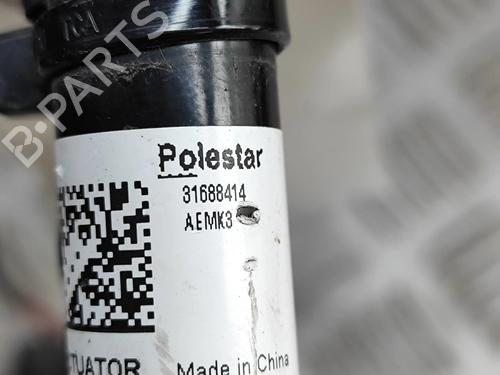 B-PARTS
Polestar
31688414
AEMK3
TUATOR
Made in China